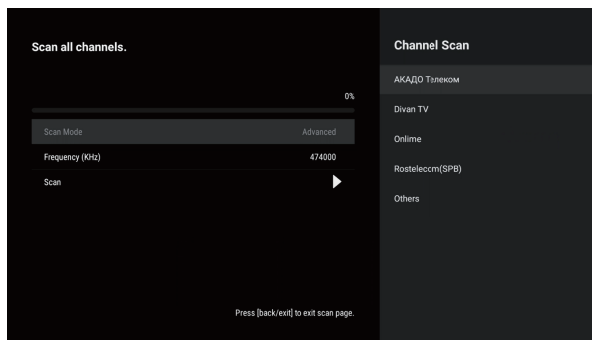 Scan all channels.
0%
Scan Mode Advanced
Frequency (KHz) 474000
Scan
Press [back/exit] to exit scan page.
Channel Scan
АКАДО Телеком
Divan TV
Onlime
Rostelecom(SPB)
Others